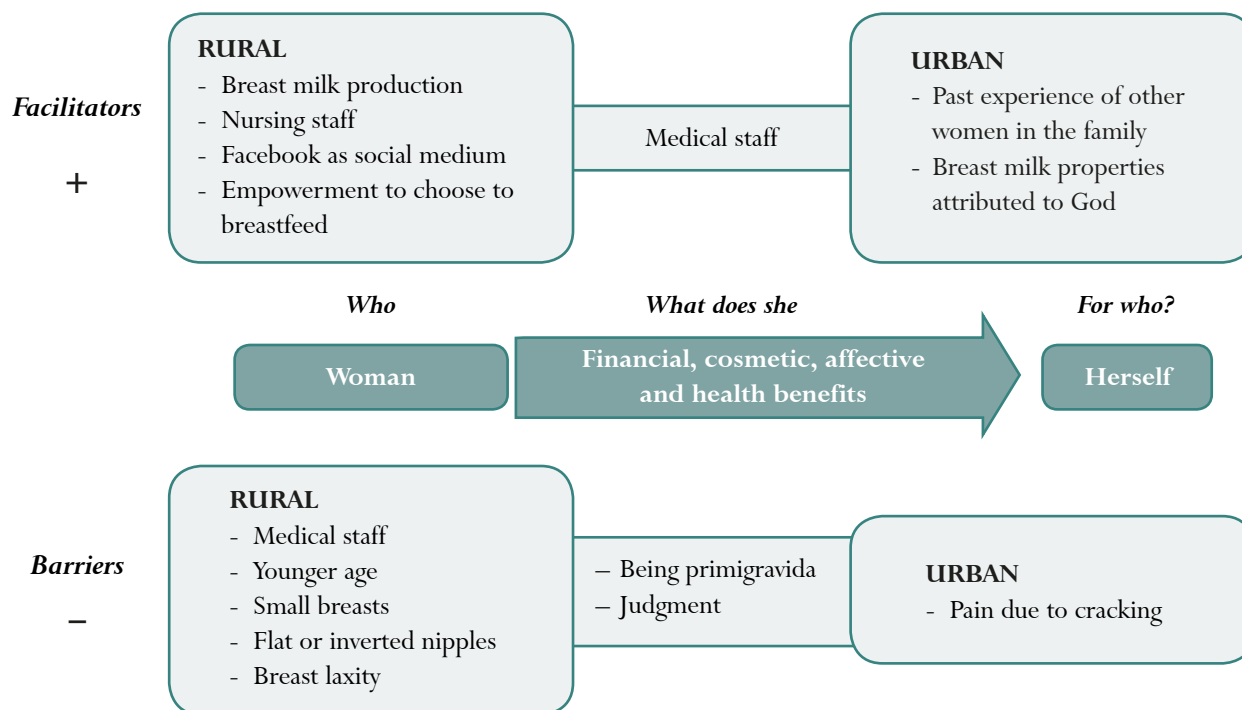 Facilitators
+
RURAL
- Breast milk production
- Nursing staff
- Facebook as social medium
- Empowerment to choose to
breastfeed
Medical staff
URBAN
- Past experience of other
women in the family
- Breast milk properties
attributed to God
Who
What does she
For who?
Woman
Financial, cosmetic, affective
and health benefits
Herself
Barriers
–
RURAL
- Medical staff
- Younger age
- Small breasts
- Flat or inverted nipples
- Breast laxity
– Being primigravida
– Judgment
URBAN
- Pain due to cracking